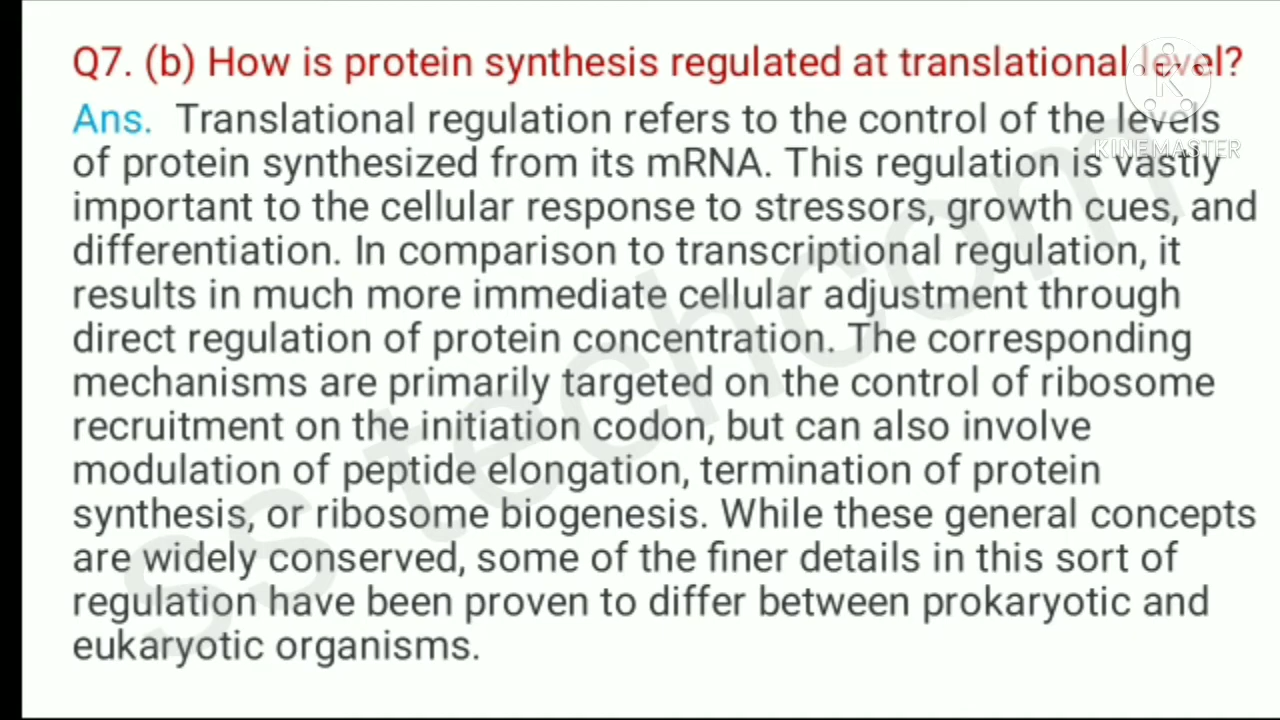 Q7. (b) How is protein synthesis regulated at translational level?
Ans. Translational regulation refers to the control of the levels
of protein synthesized from its mRNA. This regulation is vastly
important to the cellular response to stressors, growth cues, and
differentiation. In comparison to transcriptional regulation, it
results in much more immediate cellular adjustment through
direct regulation of protein concentration. The corresponding
mechanisms are primarily targeted on the control of ribosome
recruitment on the initiation codon, but can also involve
modulation of peptide elongation, termination of protein
synthesis, or ribosome biogenesis. While these general concepts
are widely conserved, some of the finer details in this sort of
regulation have been proven to differ between prokaryotic and
eukaryotic organisms.
K
KINEMASTER
ss techcom